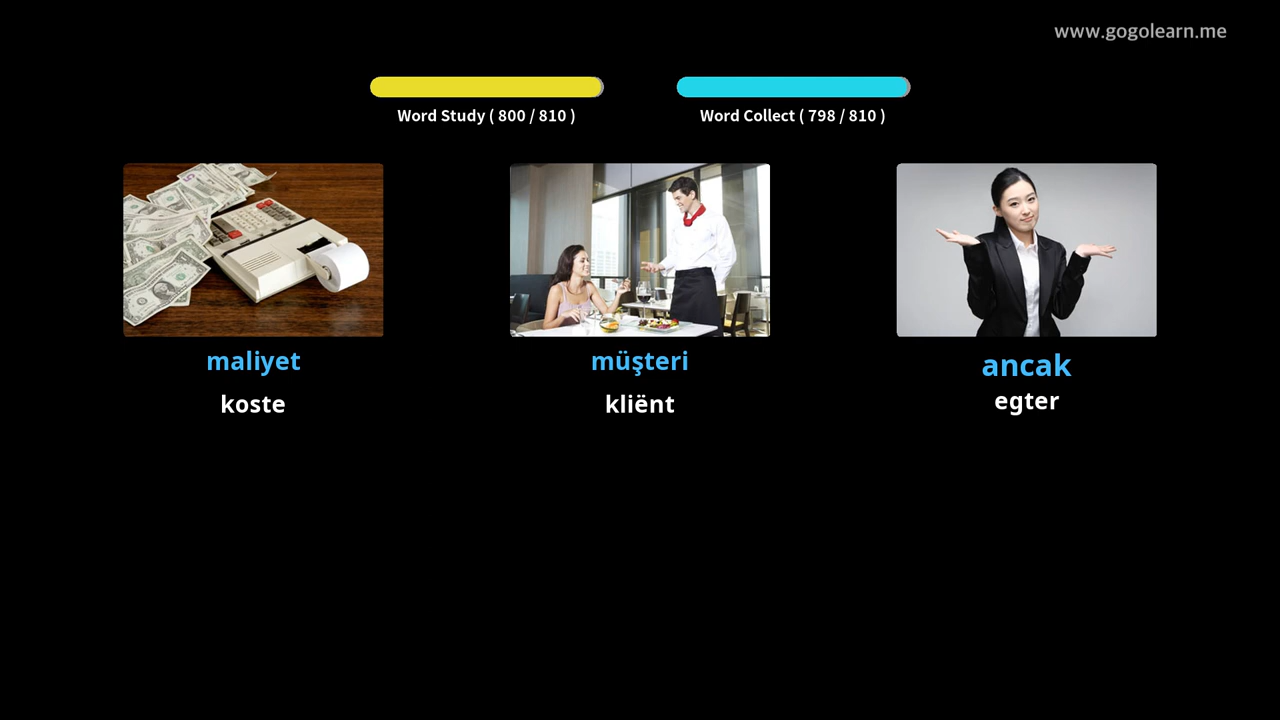 www.gogolearn.me
Word Study ( 800 / 810 )
Word Collect ( 798 / 810 )
maliyet
koste
müşteri
kliënt
ancak
egter